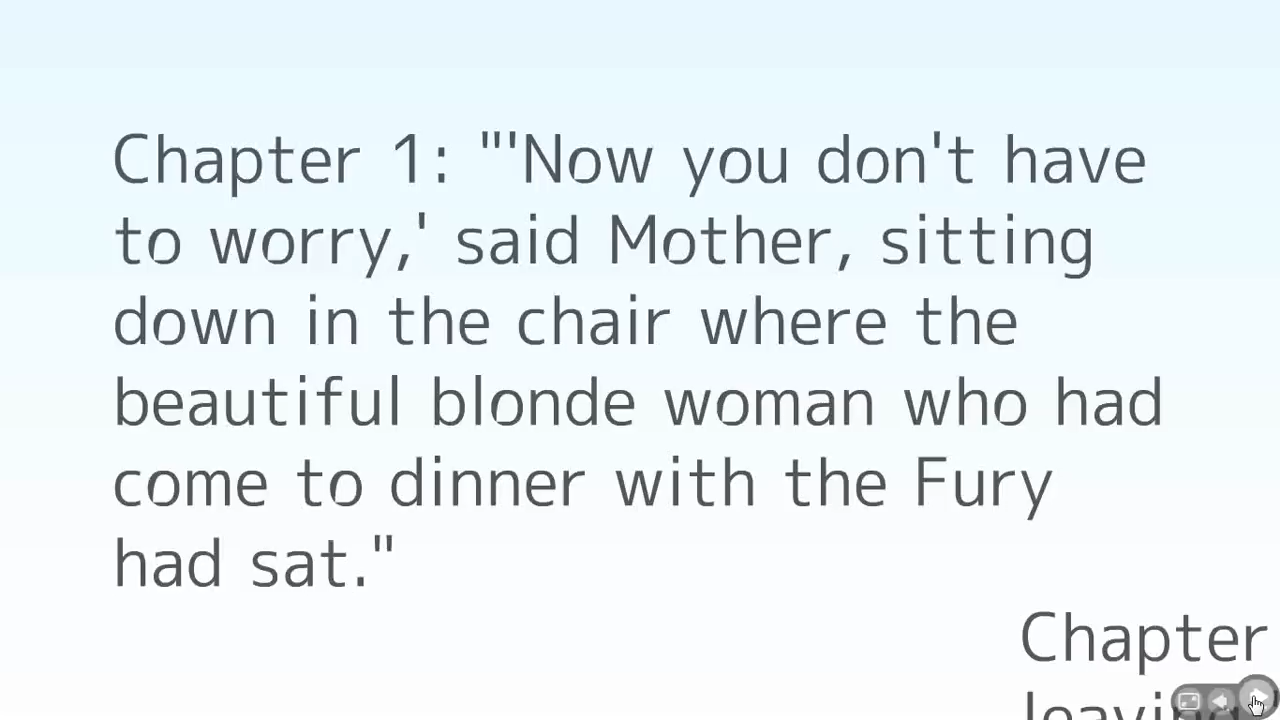 Chapter 1: "'Now you don't have
to worry,' said Mother, sitting
down in the chair where the
beautiful blonde woman who had
come to dinner with the Fury
had sat."
Chapter